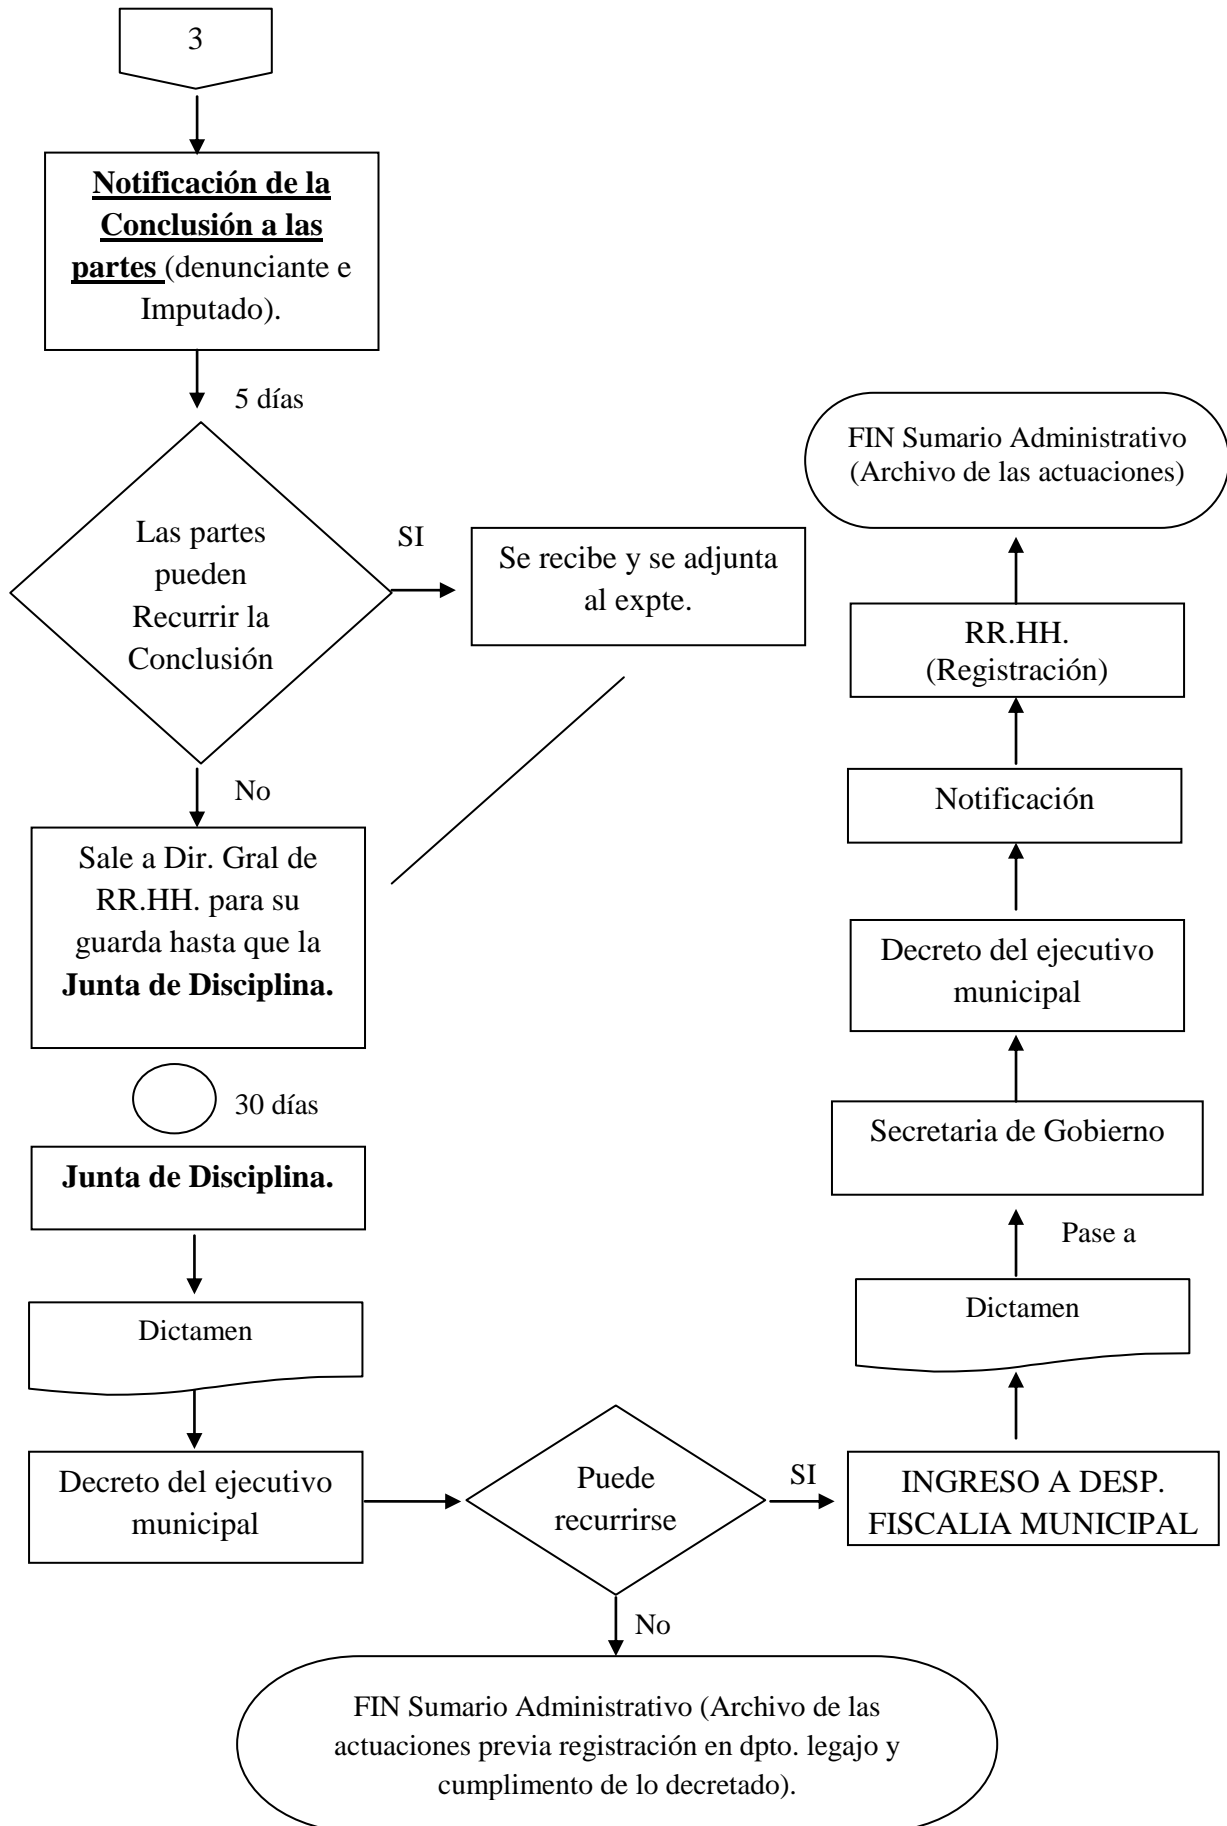 3
Notificación de la
Conclusión a las
partes (denunciante e
Imputado).
5 días
Las partes
pueden
Recurrir la
Conclusión
SI
Se recibe y se adjunta
al expte.
No
Sale a Dir. Gral de
RR.HH. para su
guarda hasta que la
Junta de Disciplina.
30 días
Junta de Disciplina.
Dictamen
Decreto del ejecutivo
municipal
Puede
recurrirse
SI
No
FIN Sumario Administrativo (Archivo de las
actuaciones previa registración en dpto. legajo y
cumplimento de lo decretado).
INGRESO A DESP.
FISCALIA MUNICIPAL
Dictamen
Pase a
Secretaria de Gobierno
Decreto del ejecutivo
municipal
Notificación
RR.HH.
(Registración)
FIN Sumario Administrativo
(Archivo de las actuaciones)